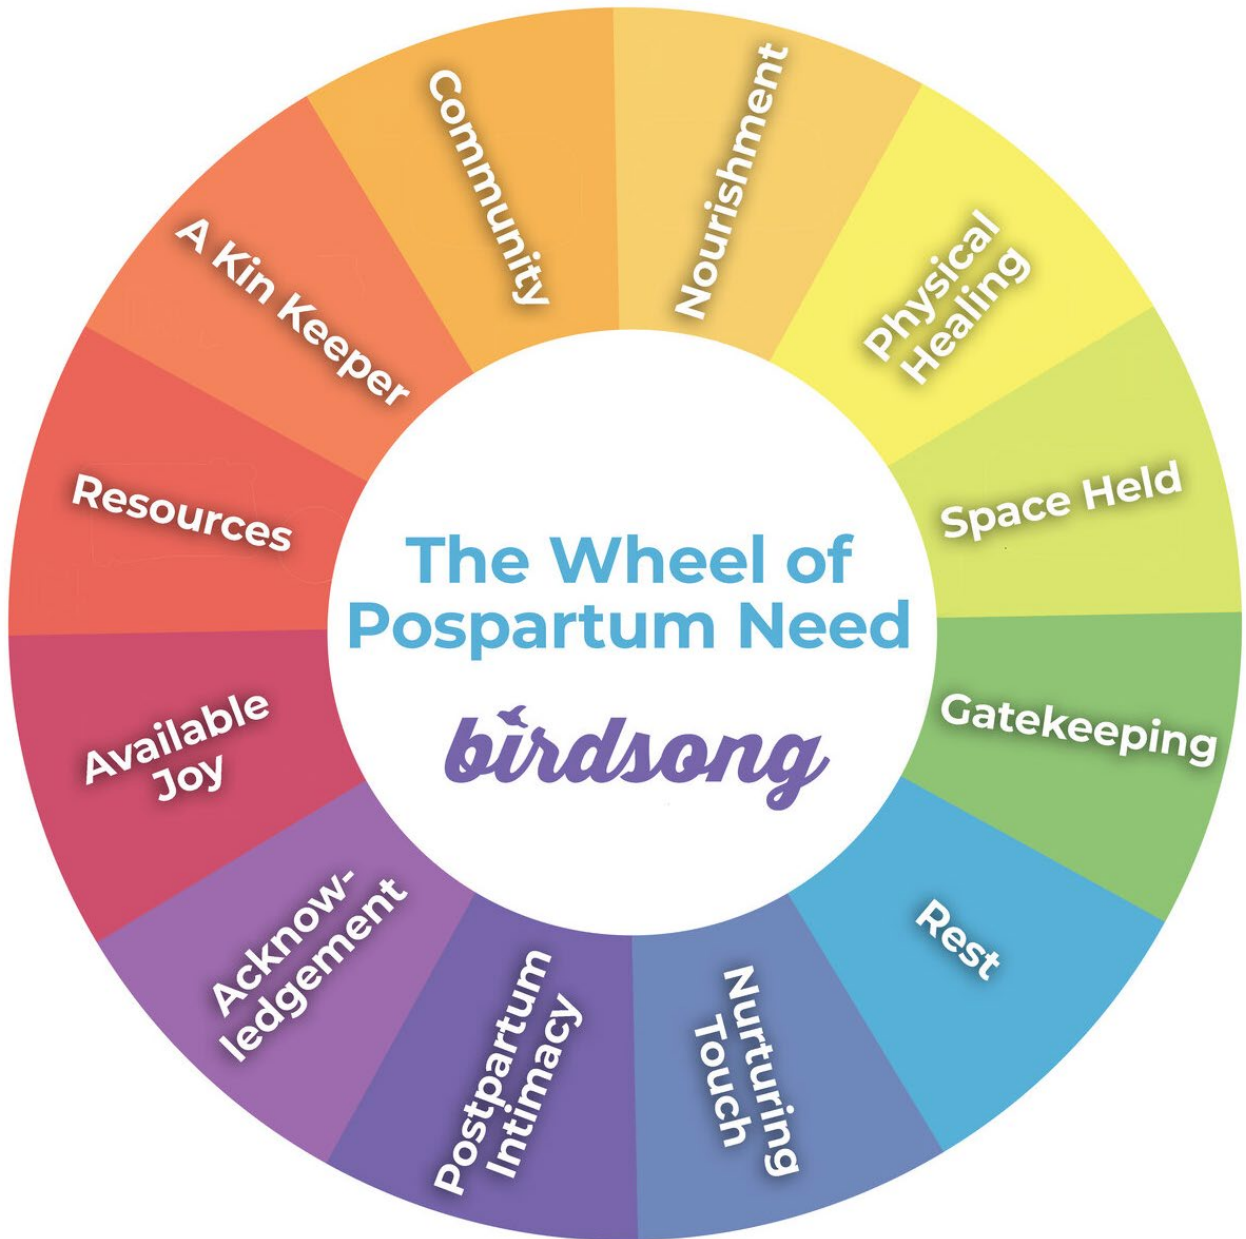 The Wheel of
Pospartum Need
birdsong
Nourishment
Physical
Healing
Space Held
Gatekeeping
Rest
Nurturing
Touch
Postpartum
Intimacy
Acknow-
ledgement
Available
Joy
Resources
A Kin Keeper
Community